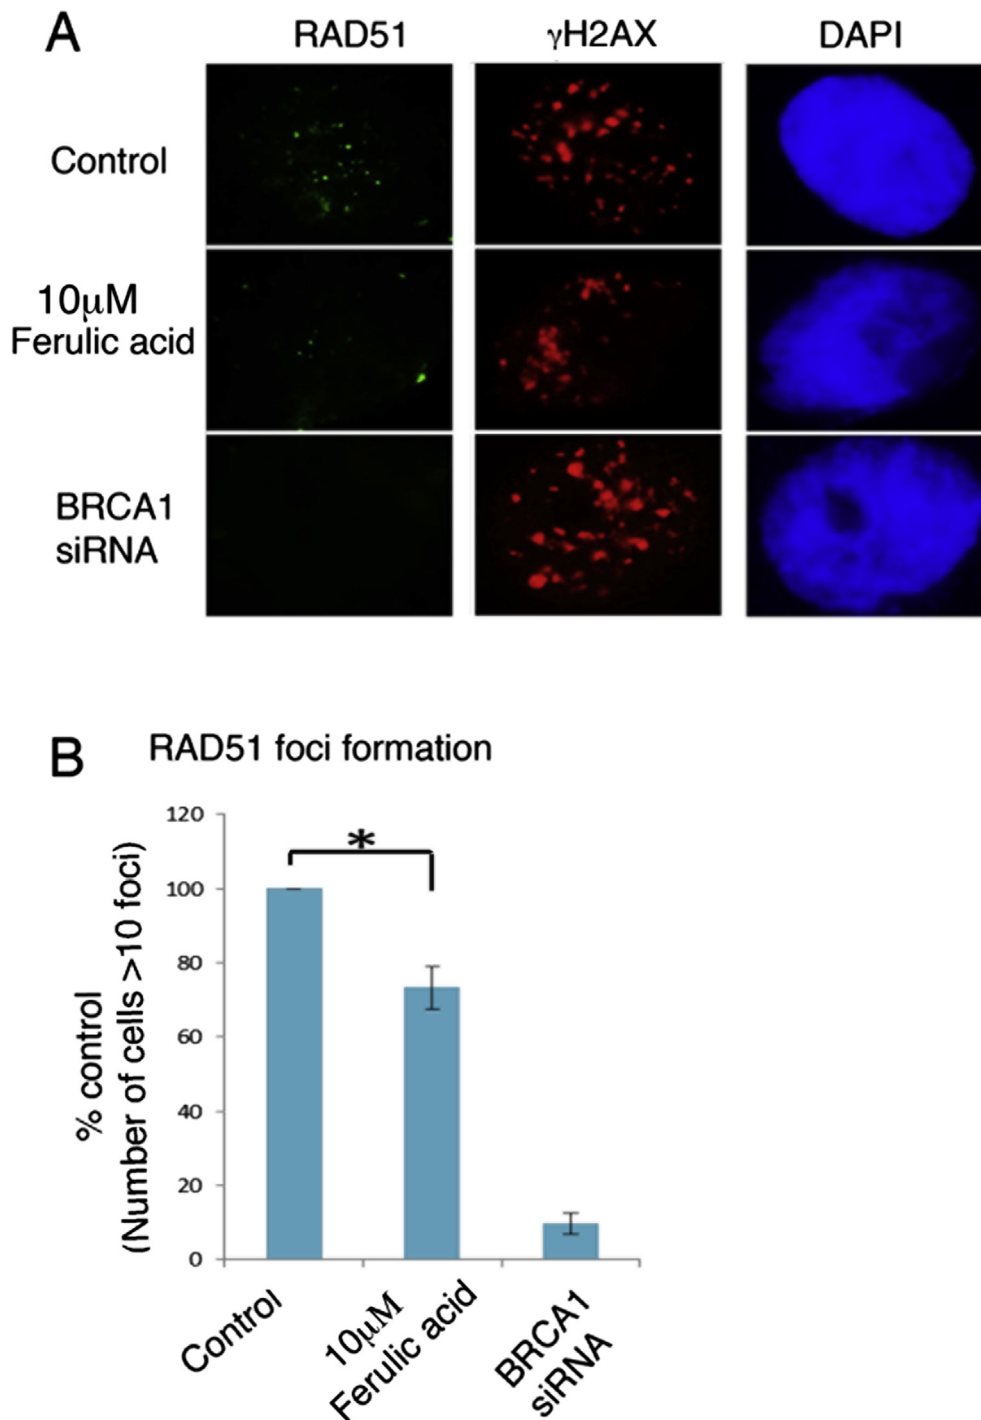 A
RAD51 γH2AX DAPI
Control
10μM
Ferulic acid
BRCA1
siRNA
B RAD51 foci formation
% control
(Number of cells >10 foci)
120
100
80
60
40
20
0
*
Control
10μM
Ferulic acid
BRCA1
siRNA